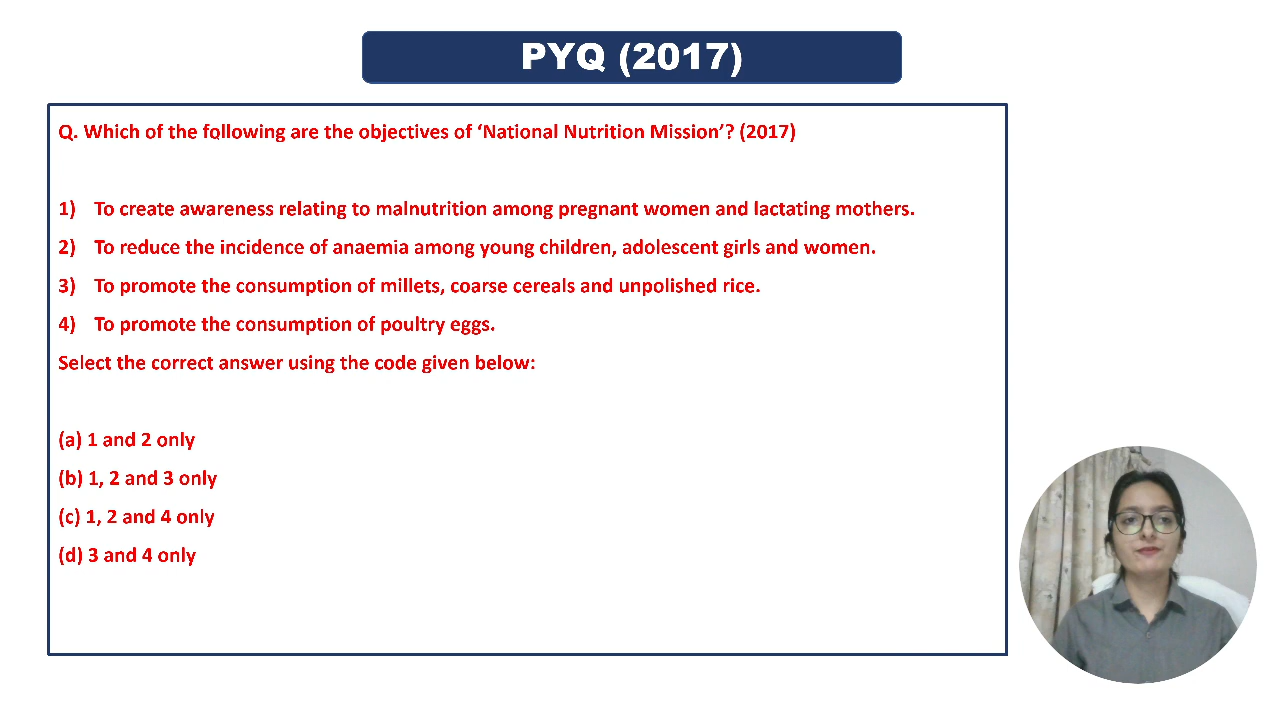 PYQ (2017)
Q. Which of the following are the objectives of ‘National Nutrition Mission’? (2017)
1) To create awareness relating to malnutrition among pregnant women and lactating mothers.
2) To reduce the incidence of anaemia among young children, adolescent girls and women.
3) To promote the consumption of millets, coarse cereals and unpolished rice.
4) To promote the consumption of poultry eggs.
Select the correct answer using the code given below:
(a) 1 and 2 only
(b) 1, 2 and 3 only
(c) 1, 2 and 4 only
(d) 3 and 4 only